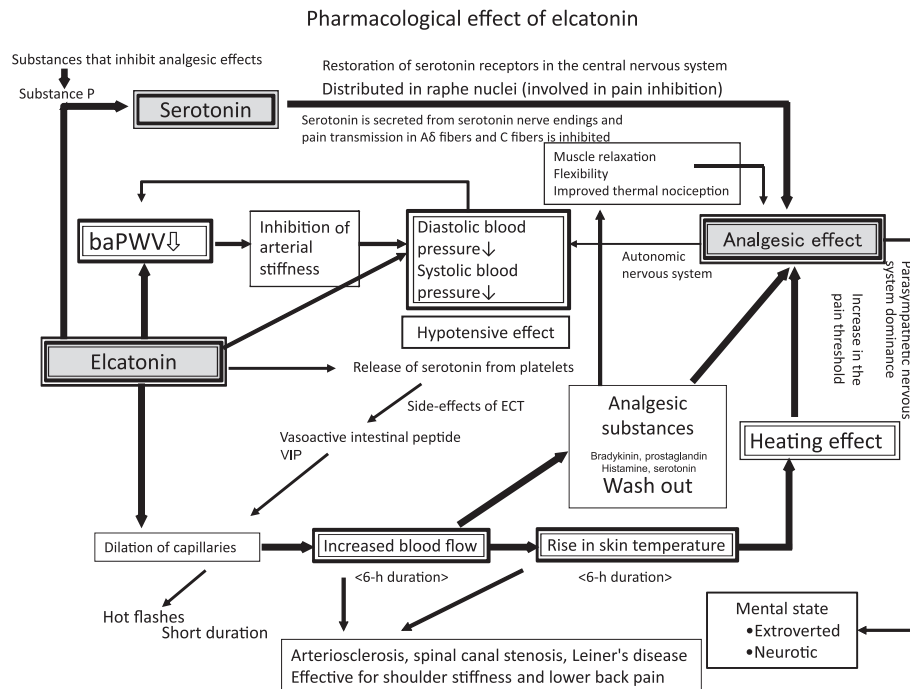 Pharmacological effect of elcatonin
Substances that inhibit analgesic effects
Substance P
Serotonin
Restoration of serotonin receptors in the central nervous system
Distributed in raphe nuclei (involved in pain inhibition)
Serotonin is secreted from serotonin nerve endings and
pain transmission in Aδ fibers and C fibers is inhibited
Muscle relaxation
Flexibility
Improved thermal nociception
baPWV⇩
Inhibition of
arterial
stiffness
Diastolic blood
pressure↓
Systolic blood
pressure↓
Hypotensive effect
Autonomic
nervous system
Analgesic effect
Parasympathetic nervous
system dominance
Increase in the
pain threshold
Elcatonin
Release of serotonin from platelets
Side-effects of ECT
Vasoactive intestinal peptide
VIP
Analgesic
substances
Bradykinin, prostaglandin
Histamine, serotonin
Wash out
Heating effect
Dilation of capillaries
Increased blood flow
Rise in skin temperature
<6-h duration>
<6-h duration>
Hot flashes
Short duration
Arteriosclerosis, spinal canal stenosis, Leiner's disease
Effective for shoulder stiffness and lower back pain
Mental state
•Extroverted
•Neurotic